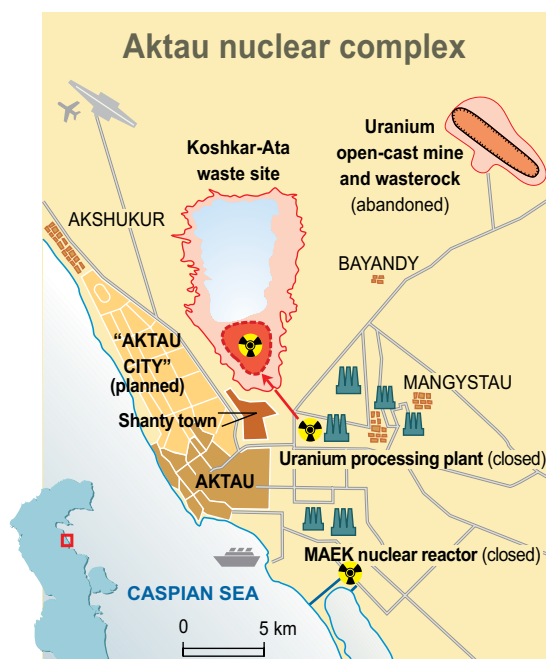 Aktau nuclear complex
Koshkar-Ata
waste site
Uranium
open-cast mine
and wasterock
(abandoned)
AKSHUKUR
BAYANDY
“AKTAU
CITY”
(planned)
MANGYSTAU
Shanty town
Uranium processing plant (closed)
AKTAU
MAEK nuclear reactor (closed)
CASPIAN SEA
0 5 km